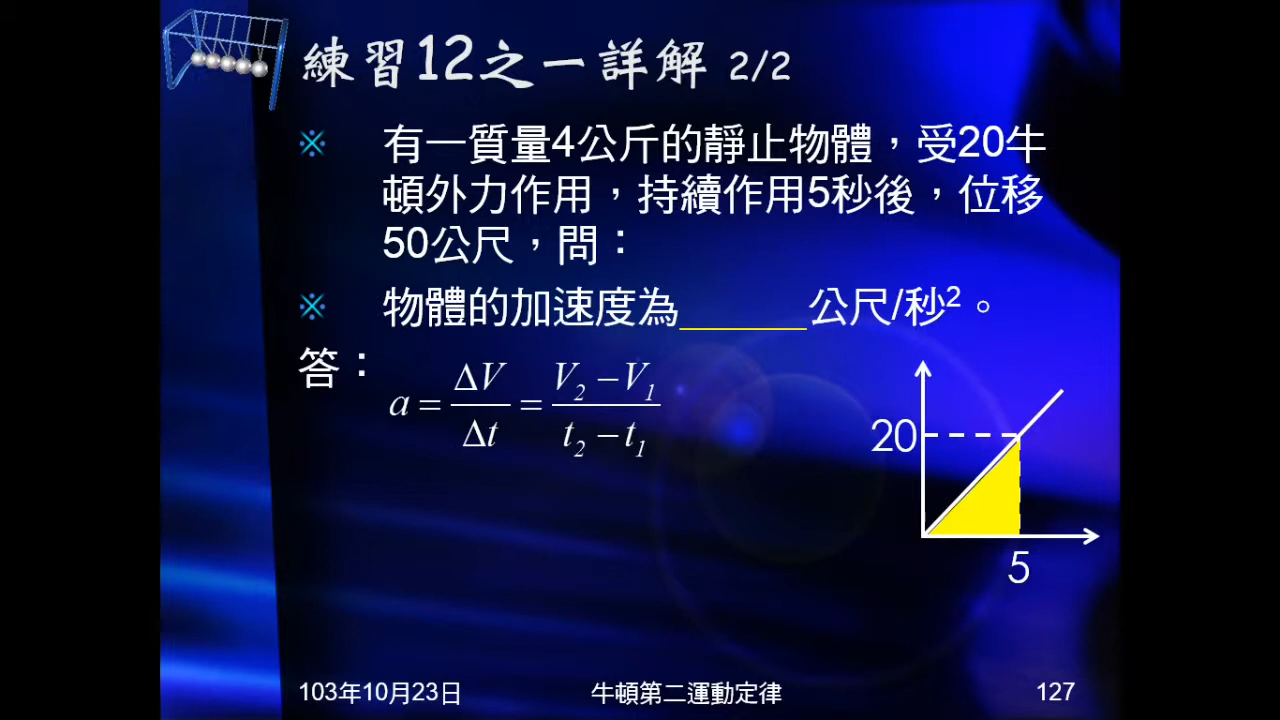 練習12之一詳解 2/2
※ 有一質量4公斤的靜止物體，受20牛
頓外力作用，持續作用5秒後，位移
50公尺，問：
※ 物體的加速度為______公尺/秒²。
答：
a = ΔV/Δt = (V₂ − V₁)/(t₂ − t₁)
20
5
103年10月23日
牛頓第二運動定律
127